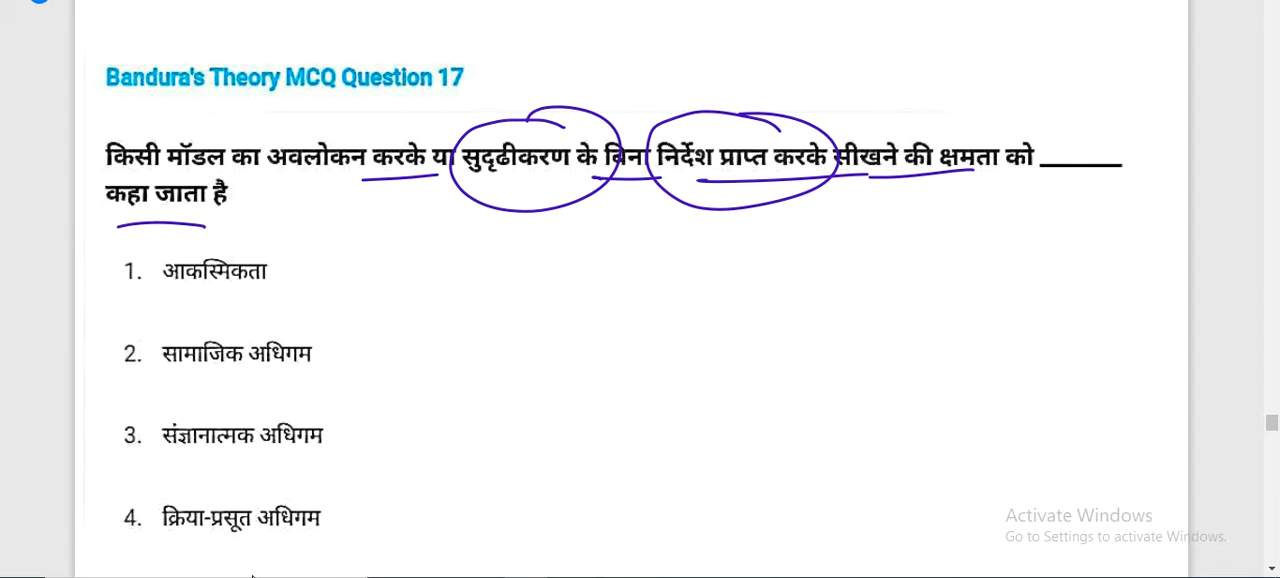 Bandura's Theory MCQ Question 17
किसी मॉडल का अवलोकन करके या सुदृढीकरण के बिना निर्देश प्राप्त करके सीखने की क्षमता को ______
कहा जाता है
1. आकस्मिकता
2. सामाजिक अधिगम
3. संज्ञानात्मक अधिगम
4. क्रिया-प्रसूत अधिगम
Activate Windows
Go to Settings to activate Windows.